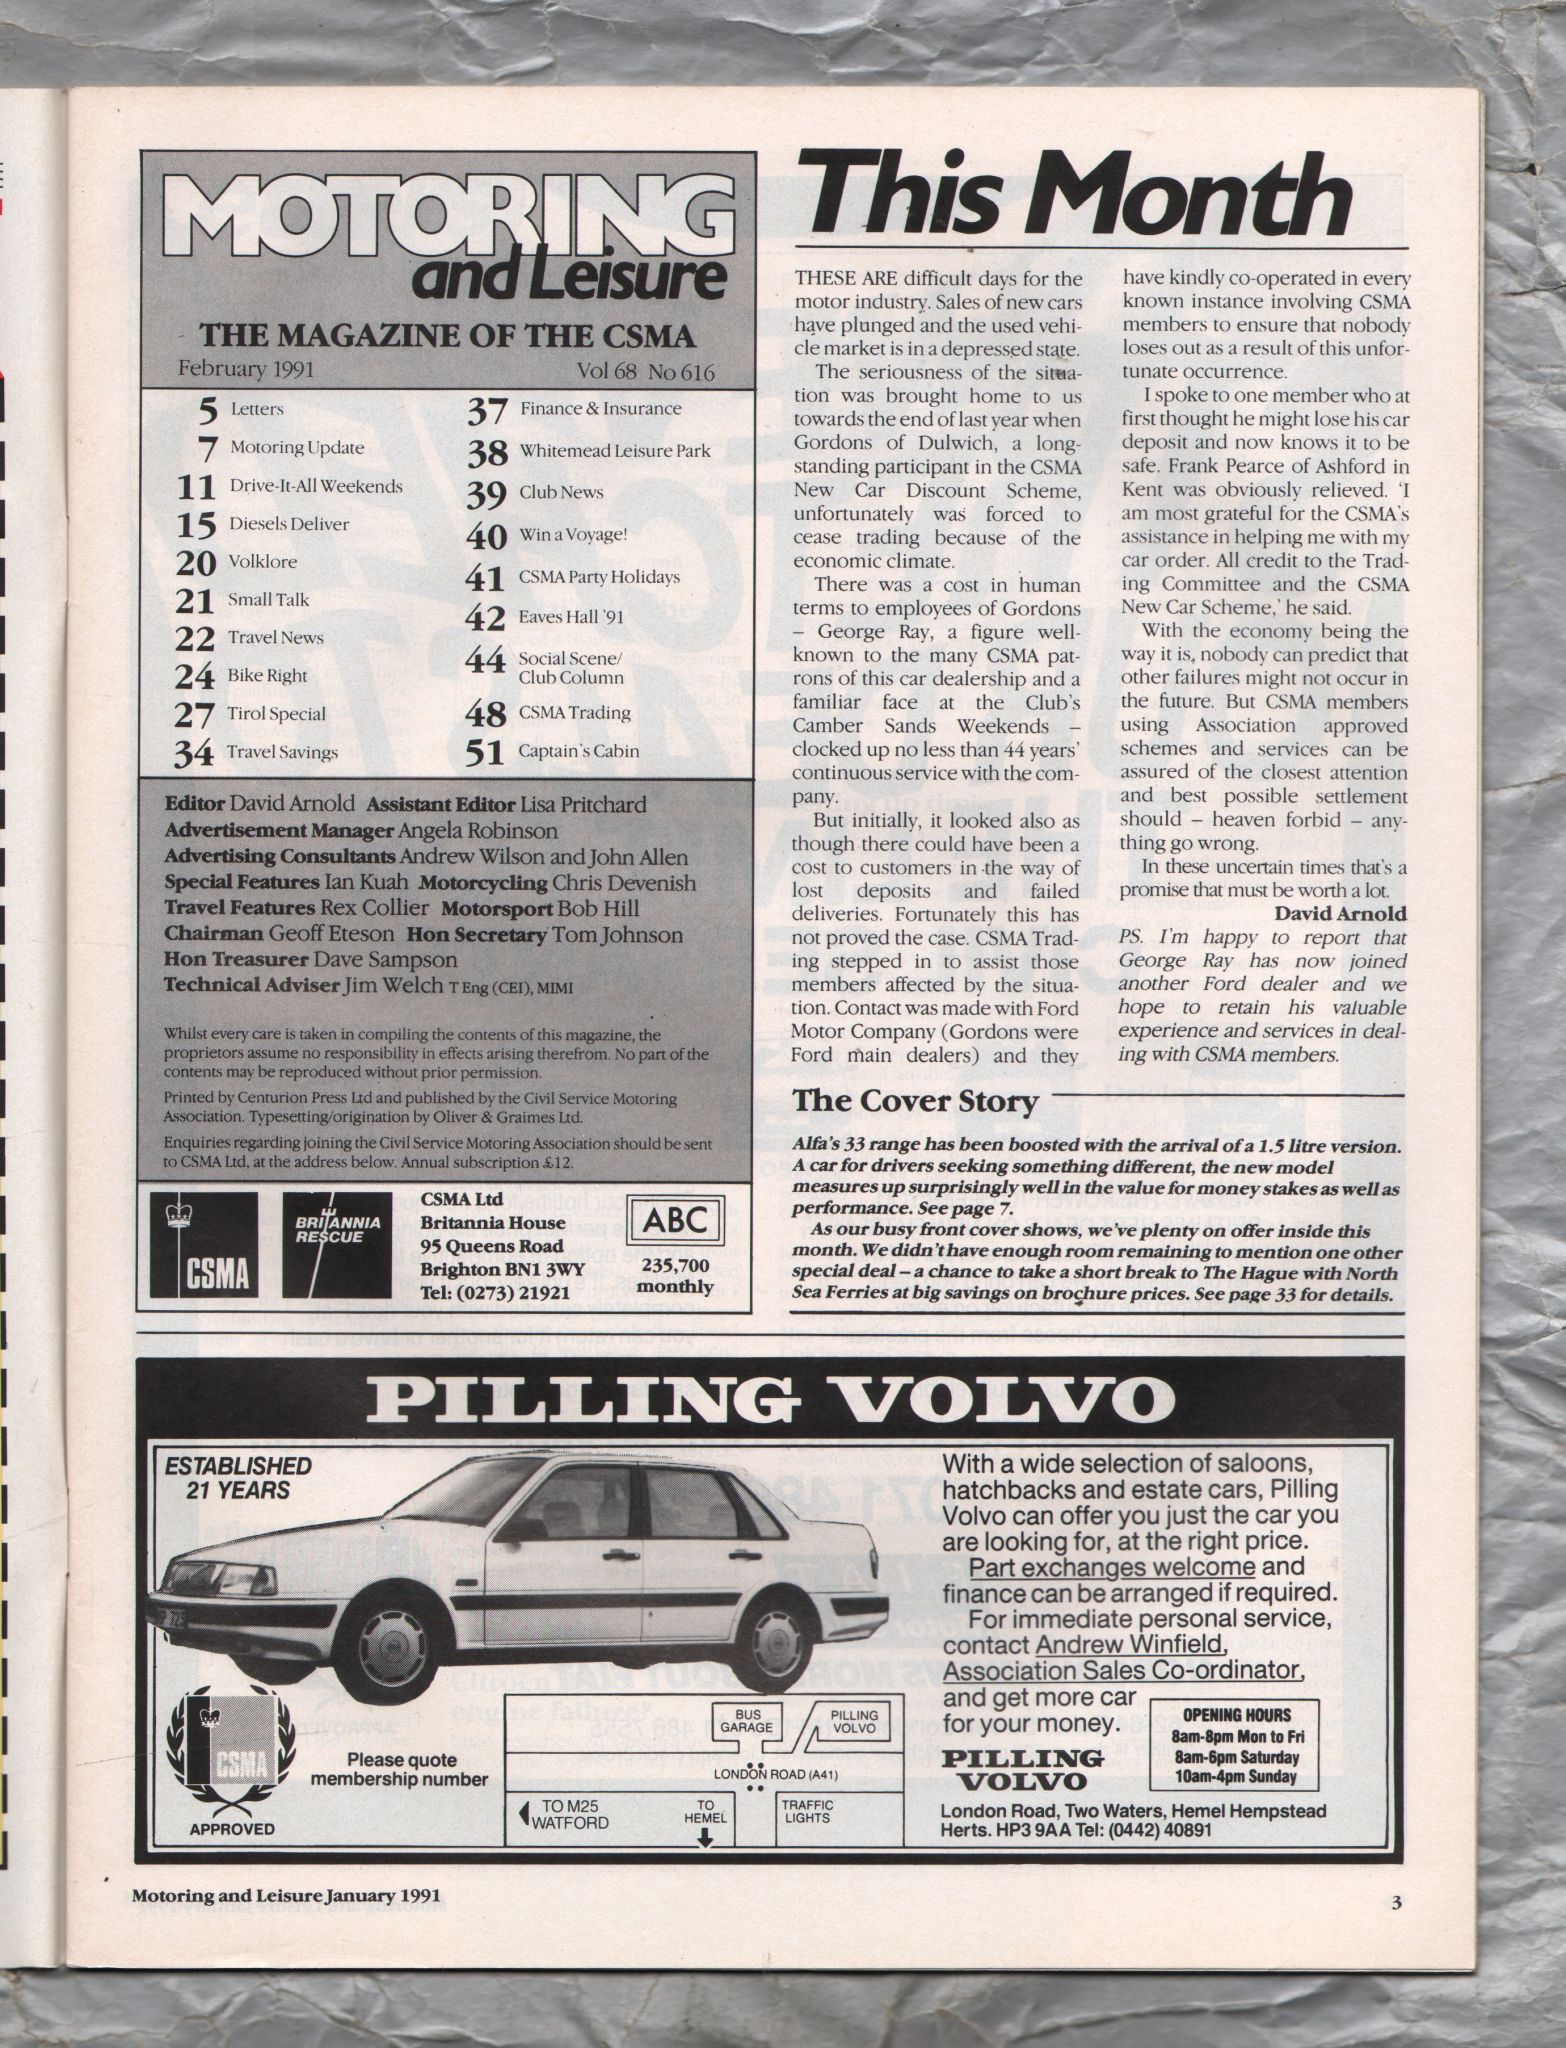 MOTORING
and Leisure
THE MAGAZINE OF THE CSMA
February 1991 Vol 68 No 616
5 Letters
7 Motoring Update
11 Drive-It-All Weekends
15 Diesels Deliver
20 Volklore
21 Small Talk
22 Travel News
24 Bike Right
27 Tirol Special
34 Travel Savings
37 Finance & Insurance
38 Whitemead Leisure Park
39 Club News
40 Win a Voyage!
41 CSMA Party Holidays
42 Eaves Hall '91
44 Social Scene/
Club Column
48 CSMA Trading
51 Captain's Cabin
Editor David Arnold Assistant Editor Lisa Pritchard
Advertisement Manager Angela Robinson
Advertising Consultants Andrew Wilson and John Allen
Special Features Ian Kuah Motorcycling Chris Devenish
Travel Features Rex Collier Motorsport Bob Hill
Chairman Geoff Eteson Hon Secretary Tom Johnson
Hon Treasurer Dave Sampson
Technical Adviser Jim Welch T Eng (CEI), MIMI
Whilst every care is taken in compiling the contents of this magazine, the
proprietors assume no responsibility in effects arising therefrom. No part of the
contents may be reproduced without prior permission.
Printed by Centurion Press Ltd and published by the Civil Service Motoring
Association. Typesetting/origination by Oliver & Graimes Ltd.
Enquiries regarding joining the Civil Service Motoring Association should be sent
to CSMA Ltd, at the address below. Annual subscription £12.
CSMA
BRITANNIA
RESCUE
CSMA Ltd
Britannia House
95 Queens Road
Brighton BN1 3WY
Tel: (0273) 21921
ABC
235,700
monthly
This Month
THESE ARE difficult days for the
motor industry. Sales of new cars
have plunged and the used vehi-
cle market is in a depressed state.
The seriousness of the situa-
tion was brought home to us
towards the end of last year when
Gordons of Dulwich, a long-
standing participant in the CSMA
New Car Discount Scheme,
unfortunately was forced to
cease trading because of the
economic climate.
There was a cost in human
terms to employees of Gordons
– George Ray, a figure well-
known to the many CSMA pat-
rons of this car dealership and a
familiar face at the Club's
Camber Sands Weekends –
clocked up no less than 44 years'
continuous service with the com-
pany.
But initially, it looked also as
though there could have been a
cost to customers in the way of
lost deposits and failed
deliveries. Fortunately this has
not proved the case. CSMA Trad-
ing stepped in to assist those
members affected by the situa-
tion. Contact was made with Ford
Motor Company (Gordons were
Ford main dealers) and they
have kindly co-operated in every
known instance involving CSMA
members to ensure that nobody
loses out as a result of this unfor-
tunate occurrence.
I spoke to one member who at
first thought he might lose his car
deposit and now knows it to be
safe. Frank Pearce of Ashford in
Kent was obviously relieved. 'I
am most grateful for the CSMA's
assistance in helping me with my
car order. All credit to the Trad-
ing Committee and the CSMA
New Car Scheme,' he said.
With the economy being the
way it is, nobody can predict that
other failures might not occur in
the future. But CSMA members
using Association approved
schemes and services can be
assured of the closest attention
and best possible settlement
should – heaven forbid – any-
thing go wrong.
In these uncertain times that's a
promise that must be worth a lot.
David Arnold
PS. I'm happy to report that
George Ray has now joined
another Ford dealer and we
hope to retain his valuable
experience and services in deal-
ing with CSMA members.
The Cover Story
Alfa's 33 range has been boosted with the arrival of a 1.5 litre version.
A car for drivers seeking something different, the new model
measures up surprisingly well in the value for money stakes as well as
performance. See page 7.
As our busy front cover shows, we've plenty on offer inside this
month. We didn't have enough room remaining to mention one other
special deal – a chance to take a short break to The Hague with North
Sea Ferries at big savings on brochure prices. See page 33 for details.
PILLING VOLVO
ESTABLISHED
21 YEARS
CSMA
APPROVED
Please quote
membership number
BUS
GARAGE
PILLING
VOLVO
LONDON ROAD (A41)
TO M25
WATFORD
TO
HEMEL
TRAFFIC
LIGHTS
With a wide selection of saloons,
hatchbacks and estate cars, Pilling
Volvo can offer you just the car you
are looking for, at the right price.
Part exchanges welcome and
finance can be arranged if required.
For immediate personal service,
contact Andrew Winfield,
Association Sales Co-ordinator,
and get more car
for your money.
PILLING
VOLVO
OPENING HOURS
8am-8pm Mon to Fri
8am-6pm Saturday
10am-4pm Sunday
London Road, Two Waters, Hemel Hempstead
Herts. HP3 9AA Tel: (0442) 40891
Motoring and Leisure January 1991 3